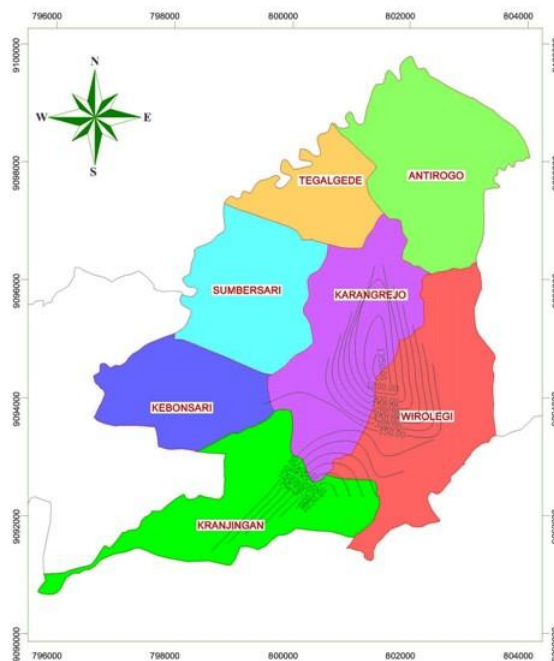 796000 798000 800000 802000 804000
9100000
N
W E
S
9098000
TEGALGEDE
ANTIROGO
9096000
SUMBERSARI
KARANGREJO
9094000
KEBONSARI
WIROLEGI
9092000
KRANJINGAN
9090000
796000 798000 800000 802000 804000